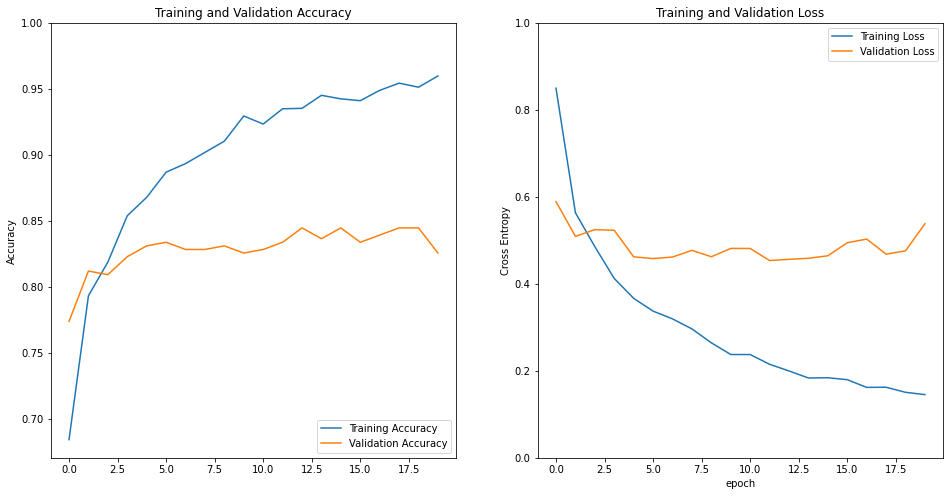 Training and Validation Accuracy
Accuracy
1.00
0.95
0.90
0.85
0.80
0.75
0.70
0.0 2.5 5.0 7.5 10.0 12.5 15.0 17.5
Training Accuracy
Validation Accuracy
Training and Validation Loss
Cross Entropy
1.0
0.8
0.6
0.4
0.2
0.0
0.0 2.5 5.0 7.5 10.0 12.5 15.0 17.5
epoch
Training Loss
Validation Loss